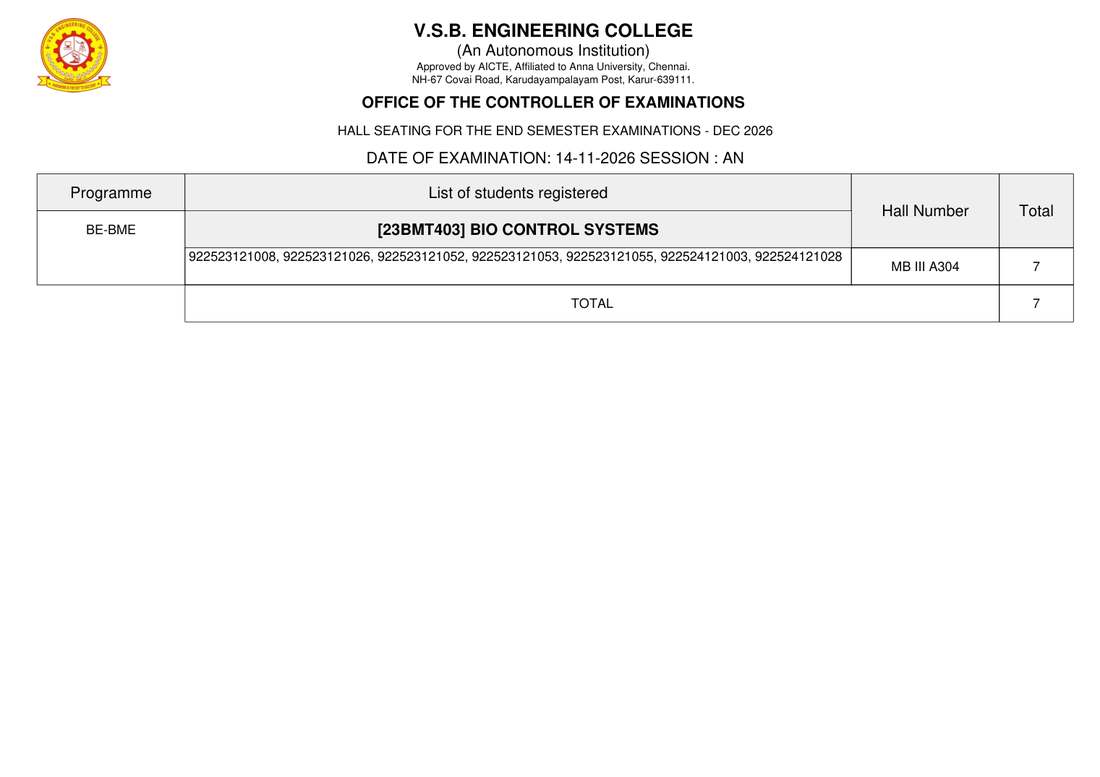 V.S.B. ENGINEERING COLLEGE
(An Autonomous Institution)
Approved by AICTE, Affiliated to Anna University, Chennai.
NH-67 Covai Road, Karudayampalayam Post, Karur-639111.
OFFICE OF THE CONTROLLER OF EXAMINATIONS
HALL SEATING FOR THE END SEMESTER EXAMINATIONS - DEC 2026
DATE OF EXAMINATION: 14-11-2026 SESSION : AN
Programme List of students registered Hall Number Total
BE-BME [23BMT403] BIO CONTROL SYSTEMS
922523121008, 922523121026, 922523121052, 922523121053, 922523121055, 922524121003, 922524121028 MB III A304 7
TOTAL 7